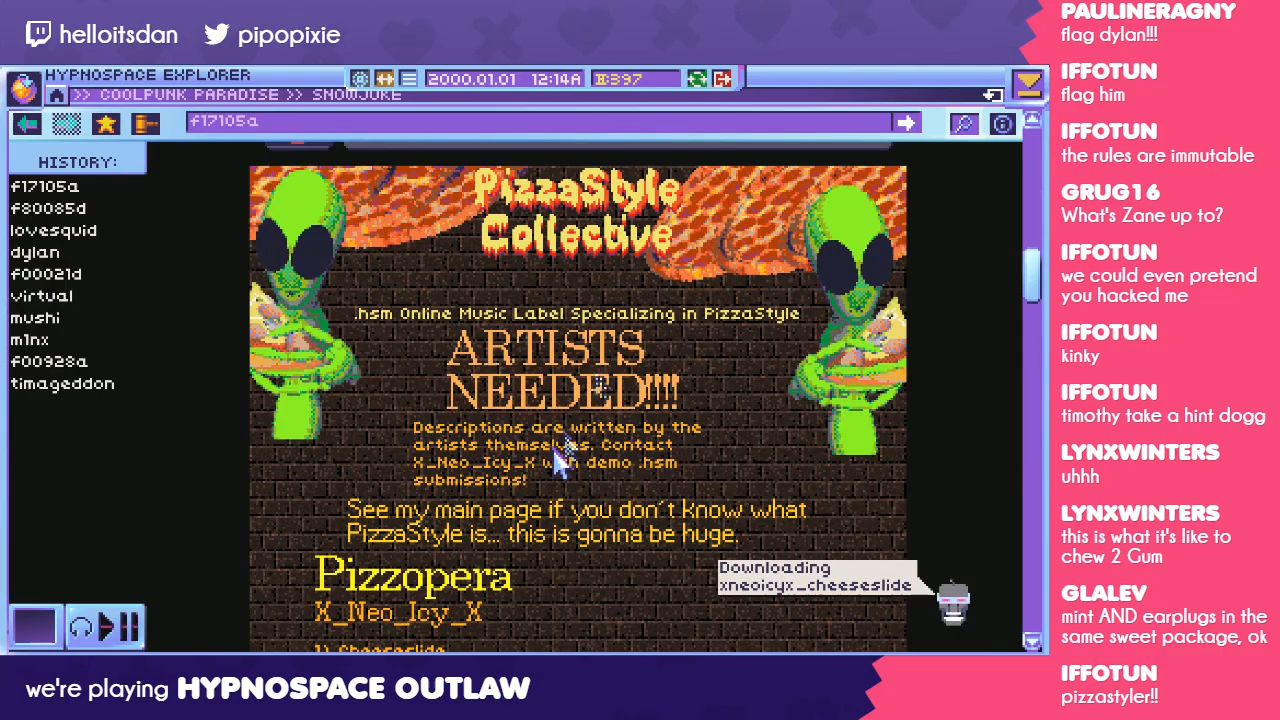 helloitsdan
pipopixie
HYPNOSPACE EXPLORER
2000.01.01 12:14A
397
>> COOLPUNK PARADISE >> SNOWJUKE
f17105a
HISTORY:
f17105a
f80085d
lovesquid
dylan
f00021d
virtual
mushi
m1nx
f00928a
timageddon
PizzaStyle
Collective
.hsm Online Music Label Specializing in PizzaStyle
ARTISTS
NEEDED!!!!
Descriptions are written by the
artists themselves. Contact
X_Neo_Icy_X with demo .hsm
submissions!
See my main page if you don't know what
PizzaStyle is... this is gonna be huge.
Pizzopera
X_Neo_Icy_X
1) Cheeseslide
Downloading
xneoicyx_cheeseslide
we're playing HYPNOSPACE OUTLAW
PAULINERAGNY
flag dylan!!!
IFFOTUN
flag him
IFFOTUN
the rules are immutable
GRUG16
What's Zane up to?
IFFOTUN
we could even pretend
you hacked me
IFFOTUN
kinky
IFFOTUN
timothy take a hint dogg
LYNXWINTERS
uhhh
LYNXWINTERS
this is what it's like to
chew 2 Gum
GLALEV
mint AND earplugs in the
same sweet package, ok
IFFOTUN
pizzastyler!!